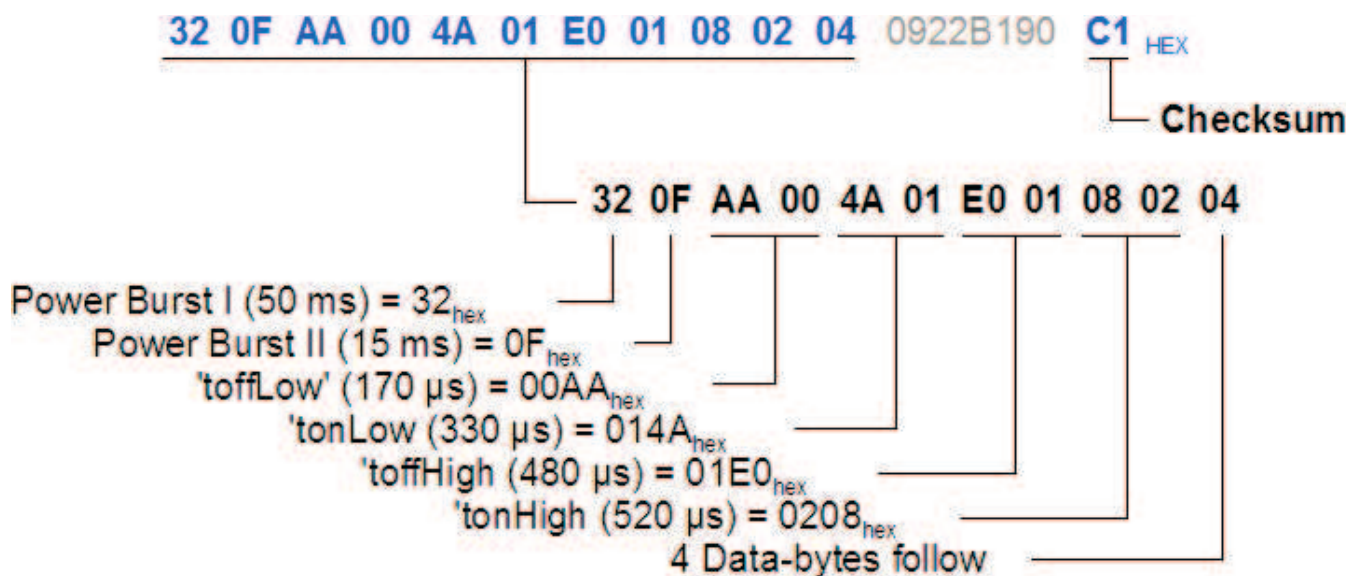 32 0F AA 00 4A 01 E0 01 08 02 04 0922B190 C1 HEX
Checksum
32 0F AA 00 4A 01 E0 01 08 02 04
Power Burst I (50 ms) = 32hex
Power Burst II (15 ms) = 0Fhex
'toffLow' (170 µs) = 00AAhex
'tonLow (330 µs) = 014Ahex
'toffHigh (480 µs) = 01E0hex
'tonHigh (520 µs) = 0208hex
4 Data-bytes follow